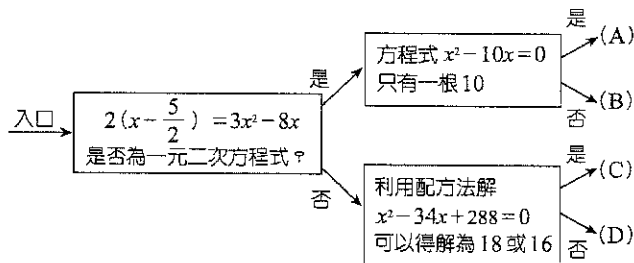 入口
2(x－5/2)＝3x²－8x
是否為一元二次方程式？
是
否
方程式 x²－10x＝0
只有一根10
是
(A)
否
(B)
利用配方法解
x²－34x＋288＝0
可以得解為18或16
是
(C)
否
(D)